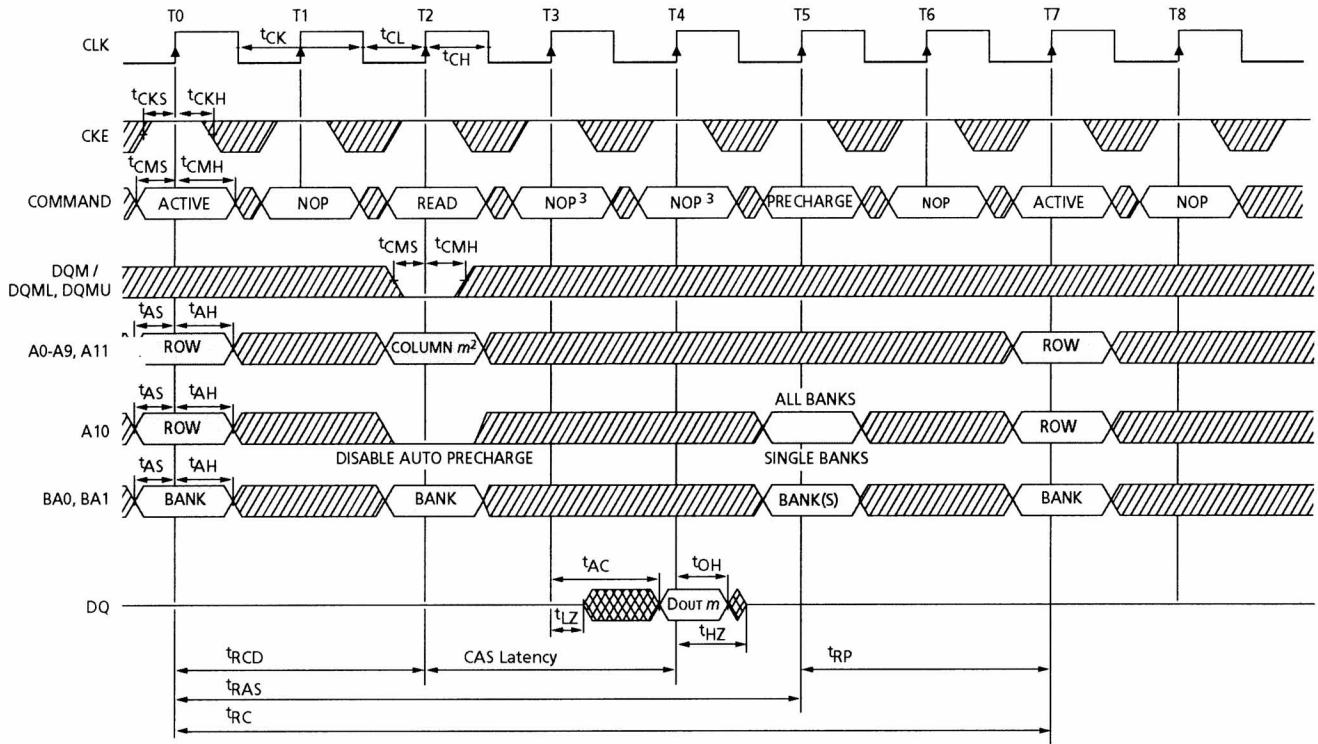 T0 T1 T2 T3 T4 T5 T6 T7 T8
CLK tCK tCL tCH
tCKS tCKH
CKE
tCMS tCMH
COMMAND ACTIVE NOP READ NOP3 NOP3 PRECHARGE NOP ACTIVE NOP
tCMS tCMH
DQM /
DQML, DQMU
tAS tAH
A0-A9, A11 ROW COLUMN m2 ROW
tAS tAH ALL BANKS
A10 ROW ROW
DISABLE AUTO PRECHARGE SINGLE BANKS
tAS tAH
BA0, BA1 BANK BANK BANK(S) BANK
tAC tOH
DQ DOUT m
tLZ tHZ
tRCD CAS Latency tRP
tRAS
tRC